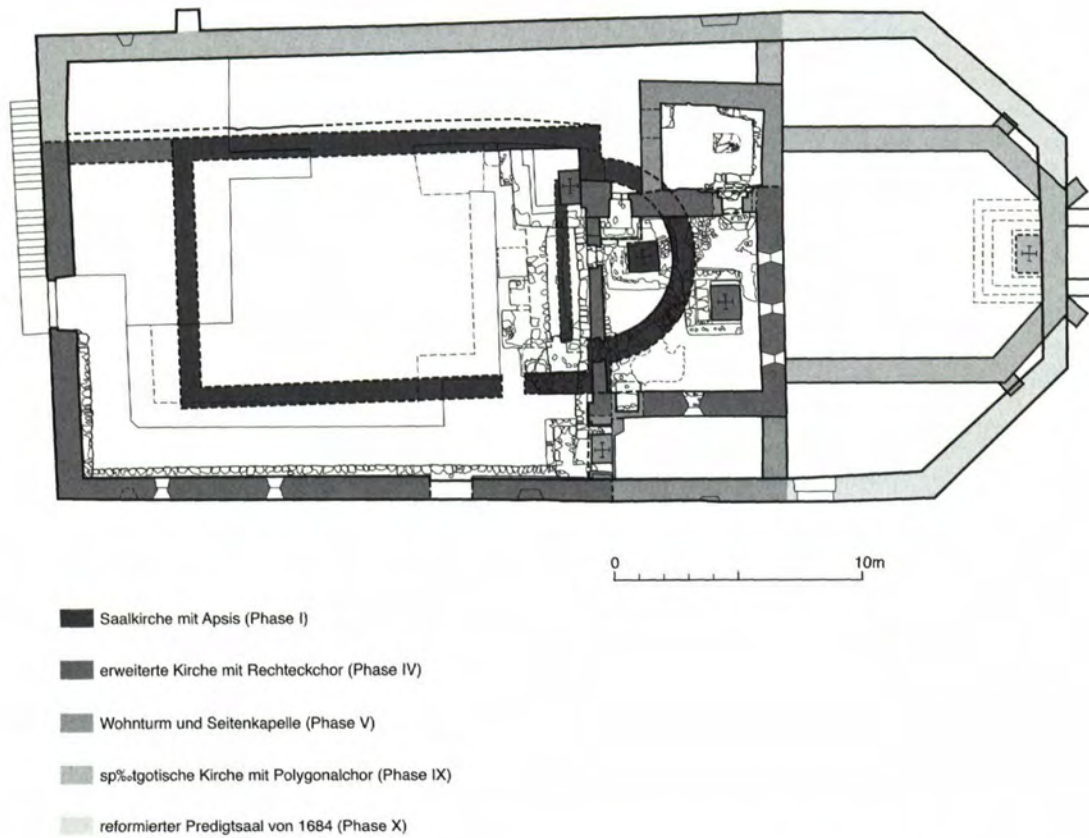 0 10m
Saalkirche mit Apsis (Phase I)
erweiterte Kirche mit Rechteckchor (Phase IV)
Wohnturm und Seitenkapelle (Phase V)
sp‰tgotische Kirche mit Polygonalchor (Phase IX)
reformierter Predigtsaal von 1684 (Phase X)